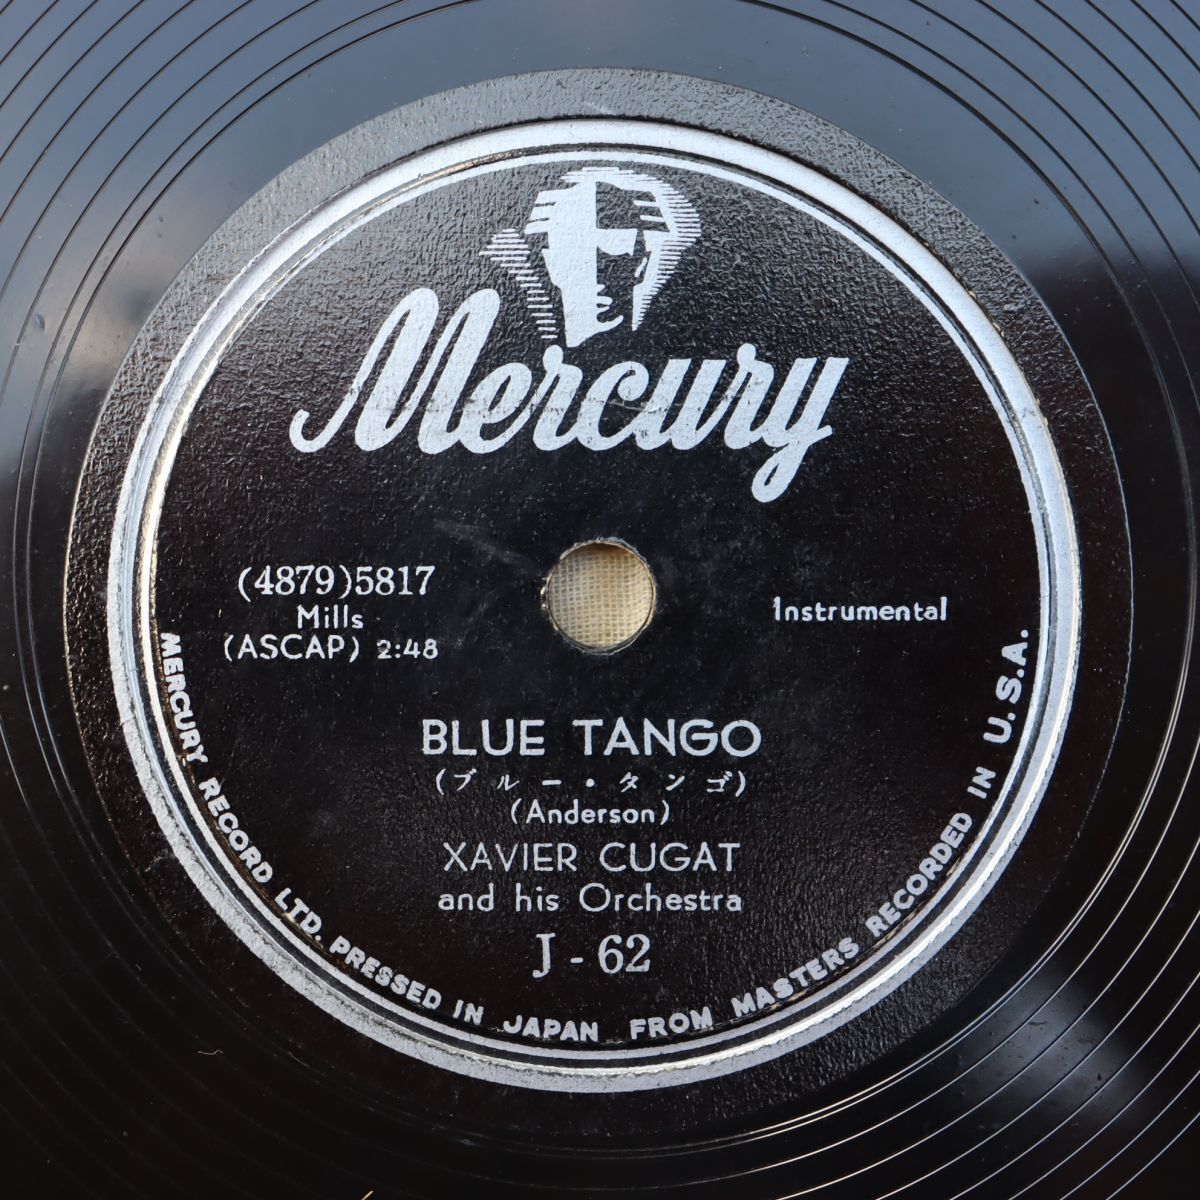 Mercury
(4879)5817
Mills
(ASCAP) 2:48
Instrumental
BLUE TANGO
(ブルー・タンゴ)
(Anderson)
XAVIER CUGAT
and his Orchestra
J-62
MERCURY RECORD LTD. PRESSED IN JAPAN FROM MASTERS RECORDED IN U.S.A.